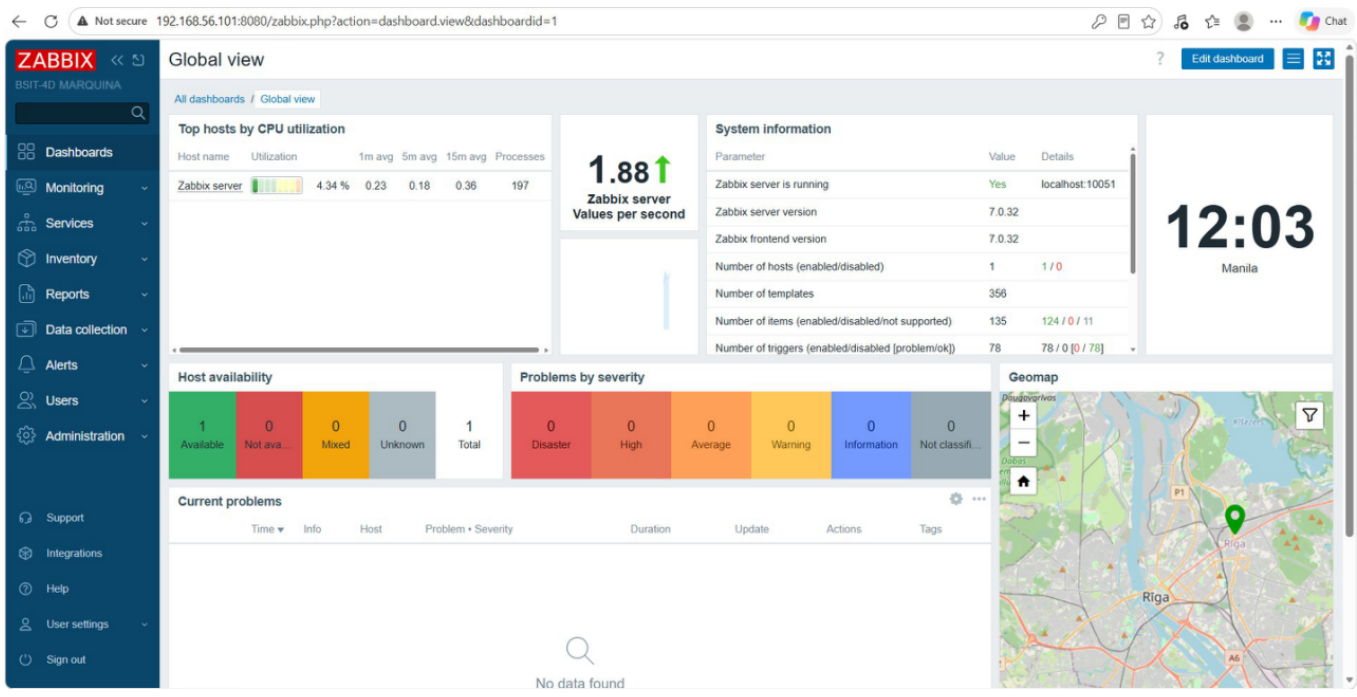 Not secure 192.168.56.101:8080/zabbix.php?action=dashboard.view&dashboardid=1
Chat
ZABBIX
BSIT-4D MARQUINA
Dashboards
Monitoring
Services
Inventory
Reports
Data collection
Alerts
Users
Administration
Support
Integrations
Help
User settings
Sign out
Global view
? Edit dashboard
All dashboards / Global view
Top hosts by CPU utilization
Host name Utilization 1m avg 5m avg 15m avg Processes
Zabbix server 4.34 % 0.23 0.18 0.36 197
1.88
Zabbix server
Values per second
System information
Parameter Value Details
Zabbix server is running Yes localhost:10051
Zabbix server version 7.0.32
Zabbix frontend version 7.0.32
Number of hosts (enabled/disabled) 1 1 / 0
Number of templates 356
Number of items (enabled/disabled/not supported) 135 124 / 0 / 11
Number of triggers (enabled/disabled [problem/ok]) 78 78 / 0 [0 / 78]
12:03
Manila
Host availability
1 0 0 0 1
Available Not ava... Mixed Unknown Total
Problems by severity
0 0 0 0 0 0
Disaster High Average Warning Information Not classifi...
Geomap
Daugavgrīvas
+
−
P1
Rīga
Rīga
A6
Current problems
Time Info Host Problem • Severity Duration Update Actions Tags
No data found